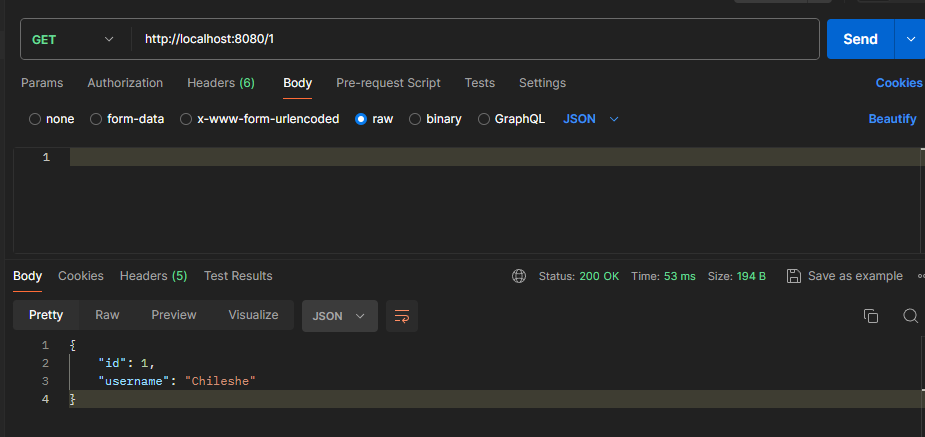 GET http://localhost:8080/1 Send
Params Authorization Headers (6) Body Pre-request Script Tests Settings Cookies
none form-data x-www-form-urlencoded raw binary GraphQL JSON Beautify
1
Body Cookies Headers (5) Test Results Status: 200 OK Time: 53 ms Size: 194 B Save as example
Pretty Raw Preview Visualize JSON
1 {
2 "id": 1,
3 "username": "Chileshe"
4 }